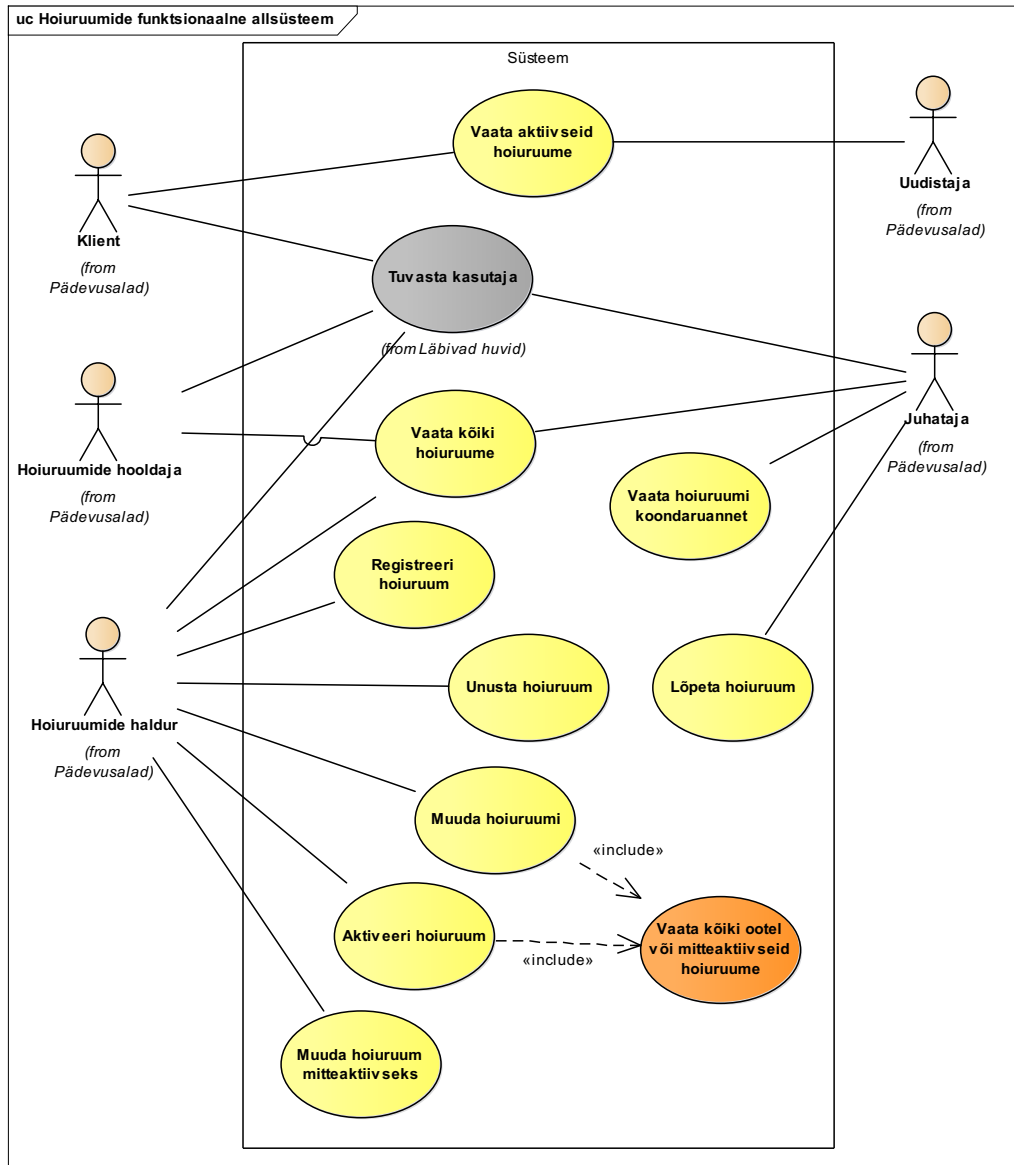 uc Hoiuruumide funktsionaalne allsüsteem
Süsteem
Vaata aktiivseid
hoiuruume
Klient
(from
Pädevusalad)
Uudistaja
(from
Pädevusalad)
Tuvasta kasutaja
(from Läbivad huvid)
Hoiuruumide hooldaja
(from
Pädevusalad)
Vaata kõiki
hoiuruume
Juhataja
(from
Pädevusalad)
Vaata hoiuruumi
koondaruannet
Registreeri
hoiuruum
Hoiuruumide haldur
(from
Pädevusalad)
Unusta hoiuruum
Lõpeta hoiuruum
Muuda hoiuruumi
«include»
Aktiveeri hoiuruum
«include»
Vaata kõiki ootel
või mitteaktiivseid
hoiuruume
Muuda hoiuruum
mitteaktiivseks